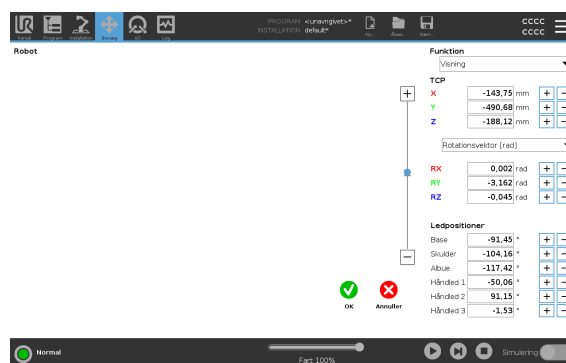 PROGRAM <unavngivet>*
INSTALLATION default*
CCCC
CCCC
Kørsel Program Installation Flytning I/O Log
Ny... Åben... Gem...
Robot
Funktion
Visning
TCP
X -143,75 mm
Y -490,68 mm
Z -188,12 mm
Rotationsvektor [rad]
RX 0,002 rad
RY -3,162 rad
RZ -0,045 rad
Ledpositioner
Base -91,45 °
Skulder -104,16 °
Albue -117,42 °
Håndled 1 -50,06 °
Håndled 2 91,15 °
Håndled 3 -1,53 °
OK Annuller
Normal
Fart 100%
Simulering